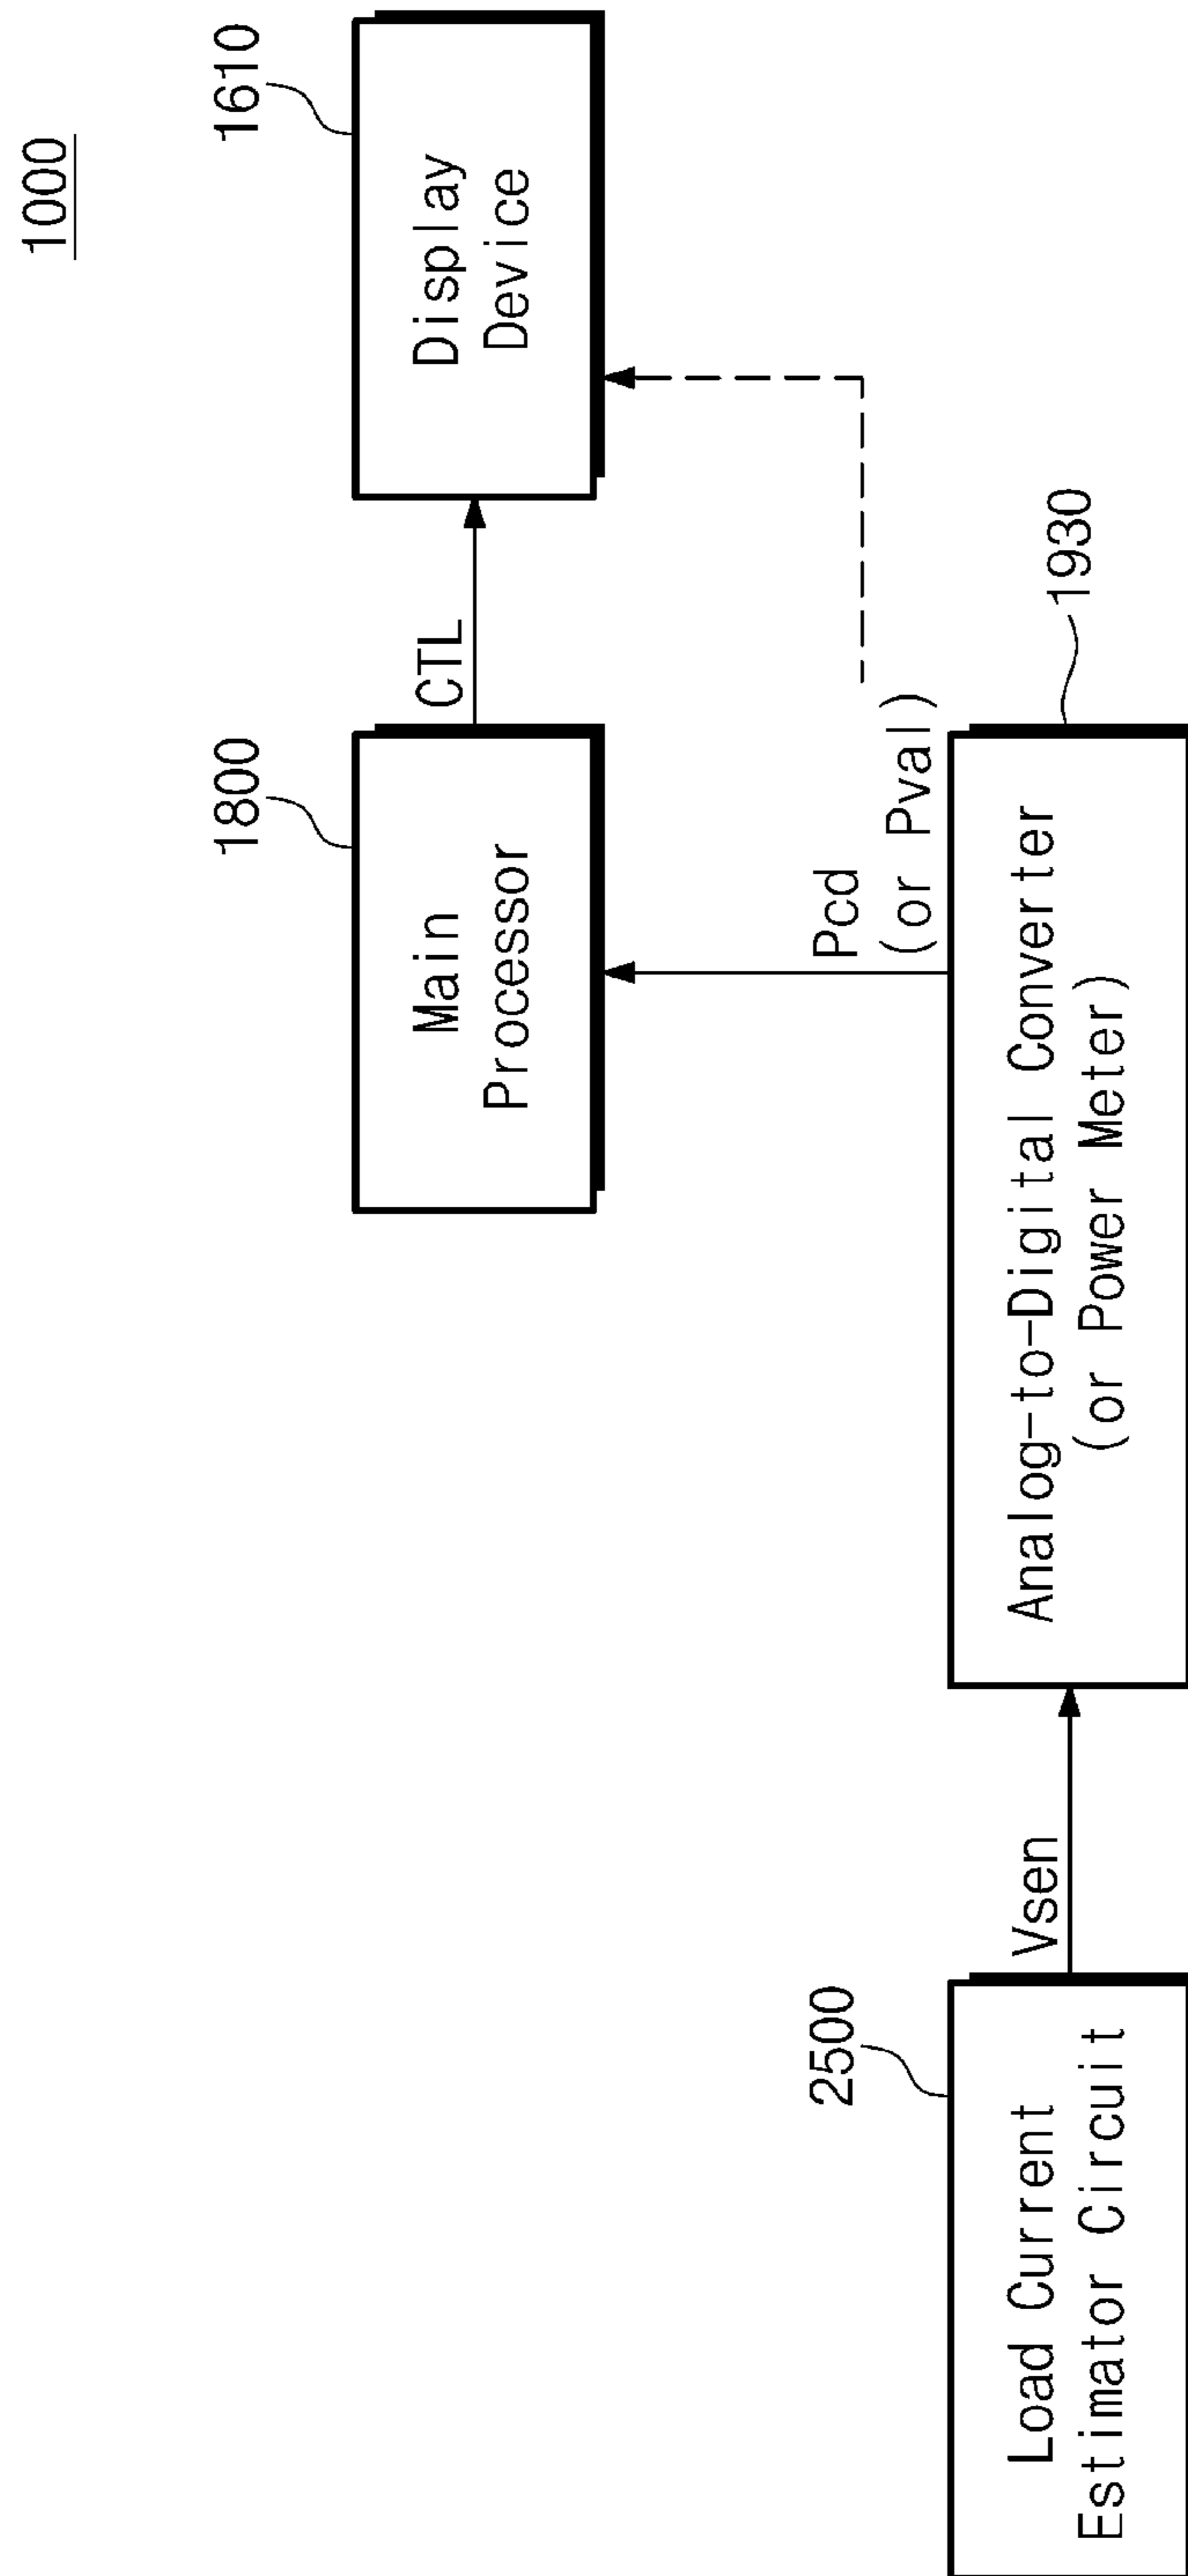 1000
1610
Display
Device
CTL
1800
Main
Processor
Pcd
(or Pval)
1930
Analog-to-Digital Converter
(or Power Meter)
Vsen
2500
Load Current
Estimator Circuit